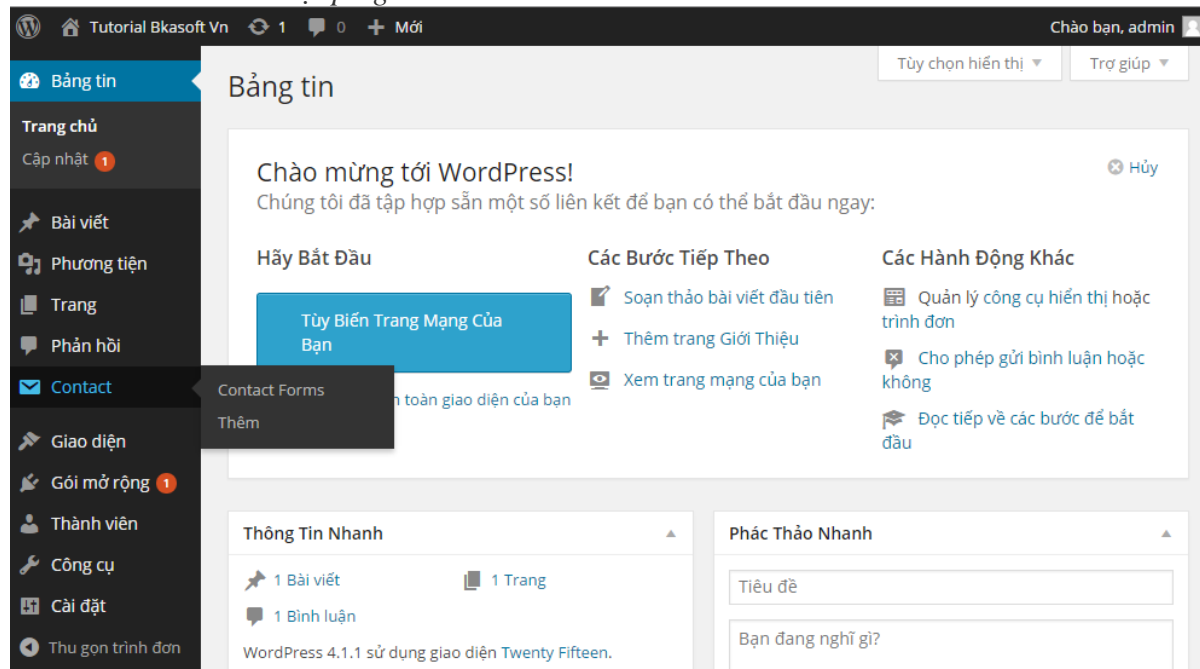 Tutorial Bkasoft Vn 1 0 + Mới
Chào bạn, admin
Bảng tin
Trang chủ
Cập nhật 1
Bài viết
Phương tiện
Trang
Phản hồi
Contact
Contact Forms
Thêm
Giao diện
Gói mở rộng 1
Thành viên
Công cụ
Cài đặt
Thu gọn trình đơn
Tùy chọn hiển thị
Trợ giúp
Bảng tin
Chào mừng tới WordPress!
Hủy
Chúng tôi đã tập hợp sẵn một số liên kết để bạn có thể bắt đầu ngay:
Hãy Bắt Đầu
Tùy Biến Trang Mạng Của
Bạn
toàn giao diện của bạn
Các Bước Tiếp Theo
Soạn thảo bài viết đầu tiên
Thêm trang Giới Thiệu
Xem trang mạng của bạn
Các Hành Động Khác
Quản lý công cụ hiển thị hoặc
trình đơn
Cho phép gửi bình luận hoặc
không
Đọc tiếp về các bước để bắt
đầu
Thông Tin Nhanh
1 Bài viết
1 Trang
1 Bình luận
WordPress 4.1.1 sử dụng giao diện Twenty Fifteen.
Phác Thảo Nhanh
Tiêu đề
Bạn đang nghĩ gì?